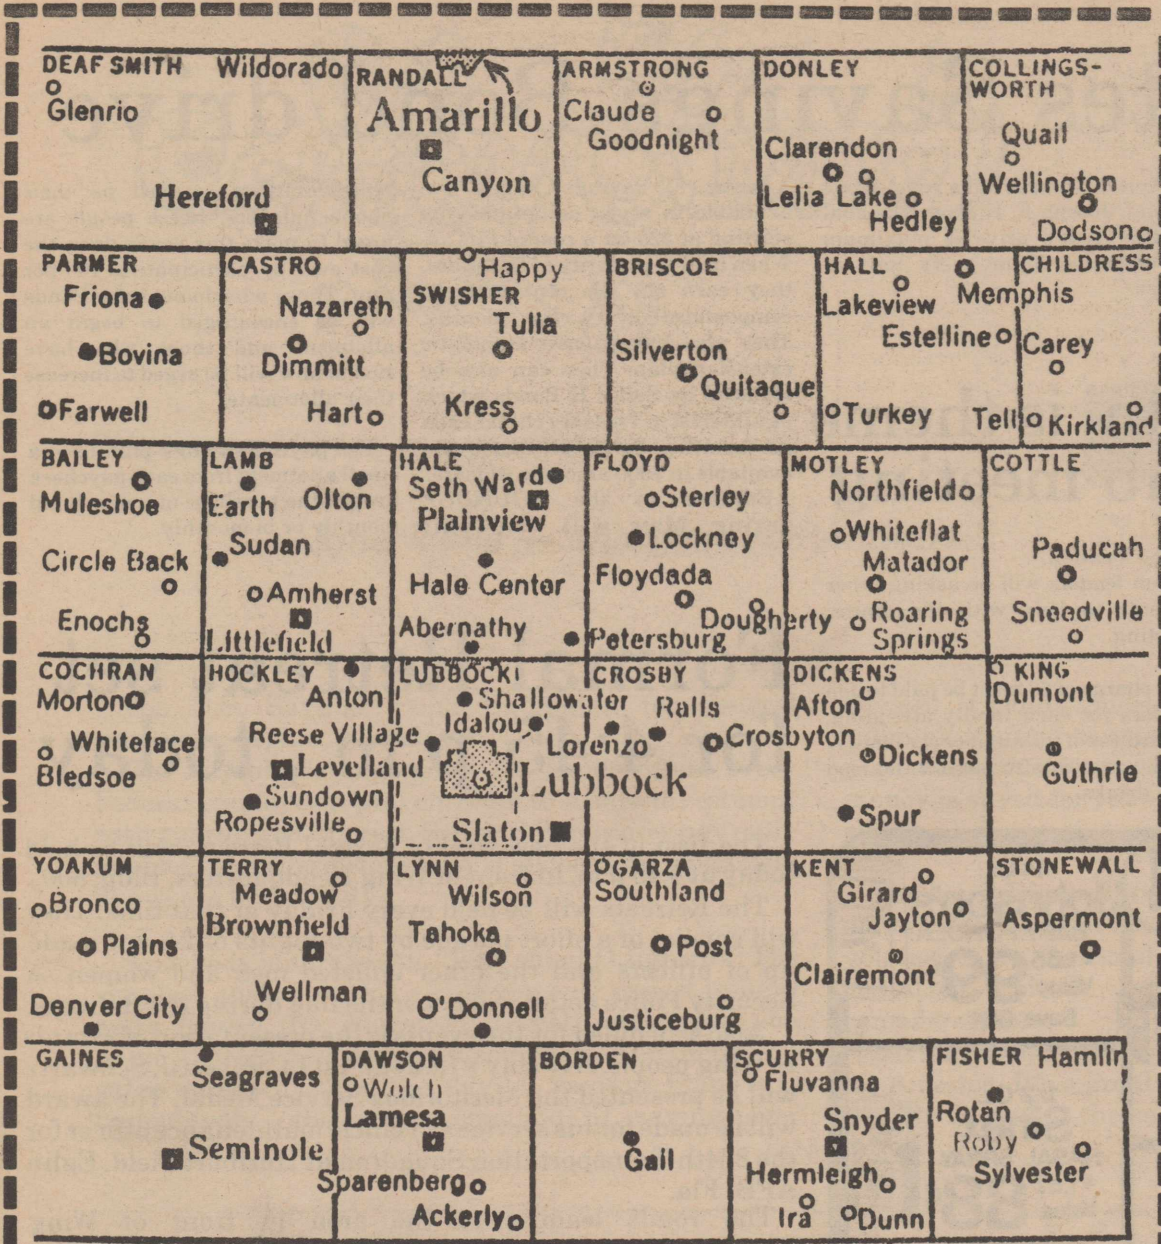 DEAF SMITH
Wildorado
Glenrio
Hereford
RANDALL
Amarillo
Canyon
ARMSTRONG
Claude
Goodnight
DONLEY
Clarendon
Lelia Lake
Hedley
COLLINGS-
WORTH
Quail
Wellington
Dodson
PARMER
Friona
Bovina
Farwell
CASTRO
Nazareth
Dimmitt
Hart
Happy
SWISHER
Tulia
Kress
BRISCOE
Silverton
Quitaque
HALL
Lakeview
Memphis
Estelline
Turkey
Tell
CHILDRESS
Carey
Kirkland
BAILEY
Muleshoe
Circle Back
Enochs
LAMB
Earth
Olton
Sudan
Amherst
Littlefield
HALE
Seth Ward
Plainview
Hale Center
Abernathy
Petersburg
FLOYD
Sterley
Lockney
Floydada
Dougherty
MOTLEY
Northfield
Whiteflat
Matador
Roaring
Springs
COTTLE
Paducah
Sneedville
COCHRAN
Morton
Whiteface
Bledsoe
HOCKLEY
Anton
Reese Village
Levelland
Sundown
Ropesville
LUBBOCK
Shallowater
Idalou
Lubbock
Slaton
CROSBY
Ralls
Lorenzo
Crosbyton
DICKENS
Afton
Dickens
Spur
KING
Dumont
Guthrie
YOAKUM
Bronco
Plains
Denver City
TERRY
Meadow
Brownfield
Wellman
LYNN
Wilson
Tahoka
O'Donnell
GARZA
Southland
Post
Justiceburg
KENT
Girard
Jayton
Clairemont
STONEWALL
Aspermont
GAINES
Seagraves
Seminole
DAWSON
Welch
Lamesa
Sparenberg
Ackerly
BORDEN
Gail
SCURRY
Fluvanna
Snyder
Hermleigh
Ira
Dunn
FISHER
Hamlin
Rotan
Roby
Sylvester